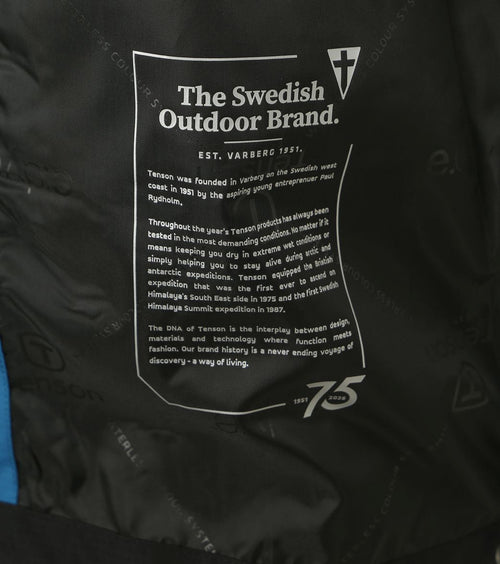 The Swedish
Outdoor Brand.
EST. VARBERG 1951.
Tenson was founded in Varberg on the Swedish west
coast in 1951 by the aspiring young entreprenuer Paul
Rydholm.
Throughout the year's Tenson products has always been
tested in the most demanding conditions. No matter if it
means keeping you dry in extreme wet conditions or
simply helping you to stay alive during arctic and
antarctic expeditions. Tenson equipped the British
expedition that was the first ever to ascend on
Himalaya's South East side in 1975 and the first Swedish
Himalaya Summit expedition in 1987.
The DNA of Tenson is the interplay between design,
materials and technology where function meets
fashion. Our brand history is a never ending voyage of
discovery - a way of living.
1951 75 2026